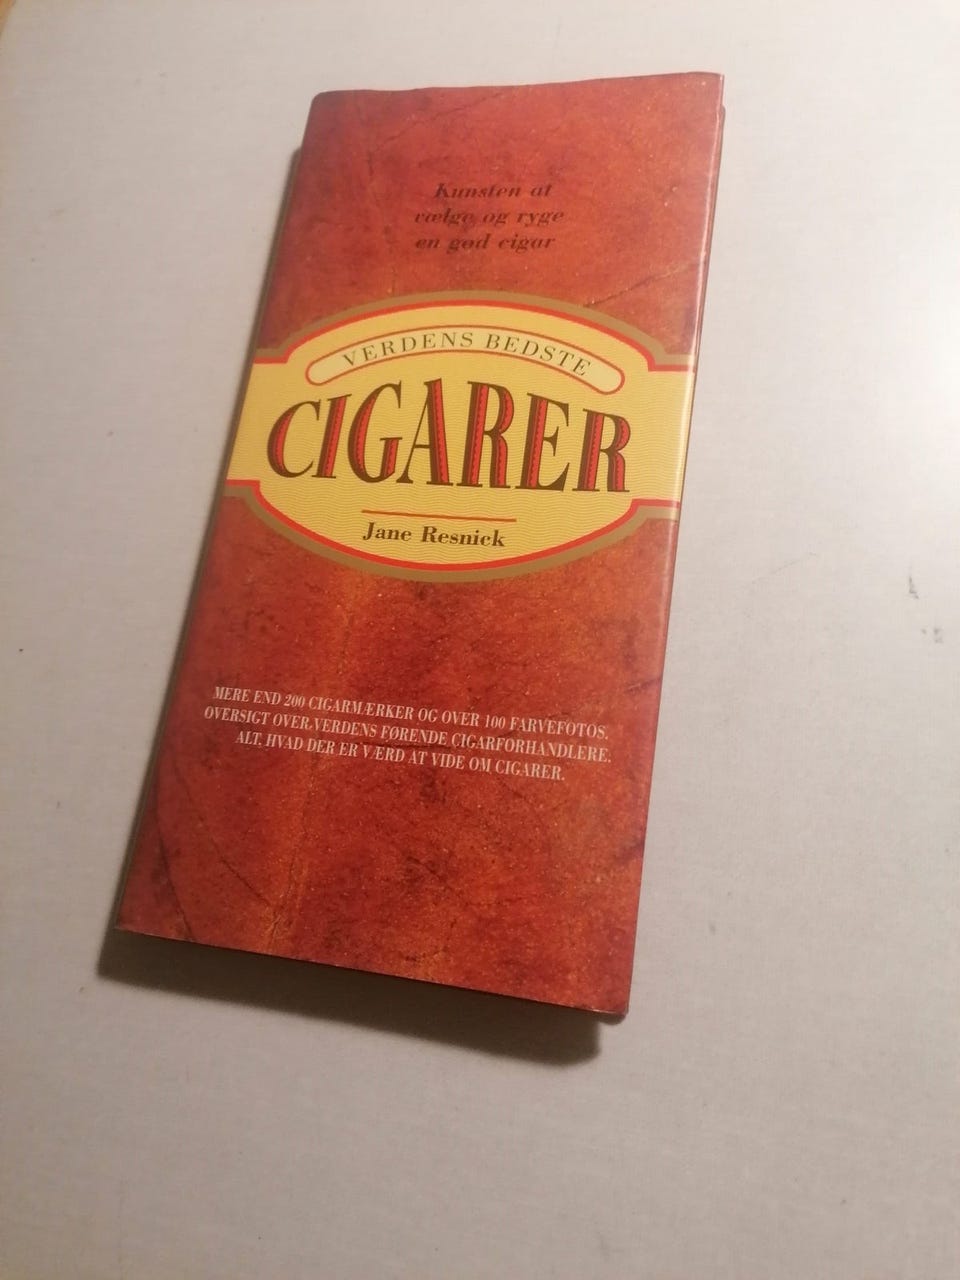 Kunsten at
vælge og ryge
en god cigar
VERDENS BEDSTE
CIGARER
Jane Resnick
MERE END 200 CIGARMÆRKER OG OVER 100 FARVEFOTOS.
OVERSIGT OVER VERDENS FØRENDE CIGARFORHANDLERE.
ALT, HVAD DER ER VÆRD AT VIDE OM CIGARER.